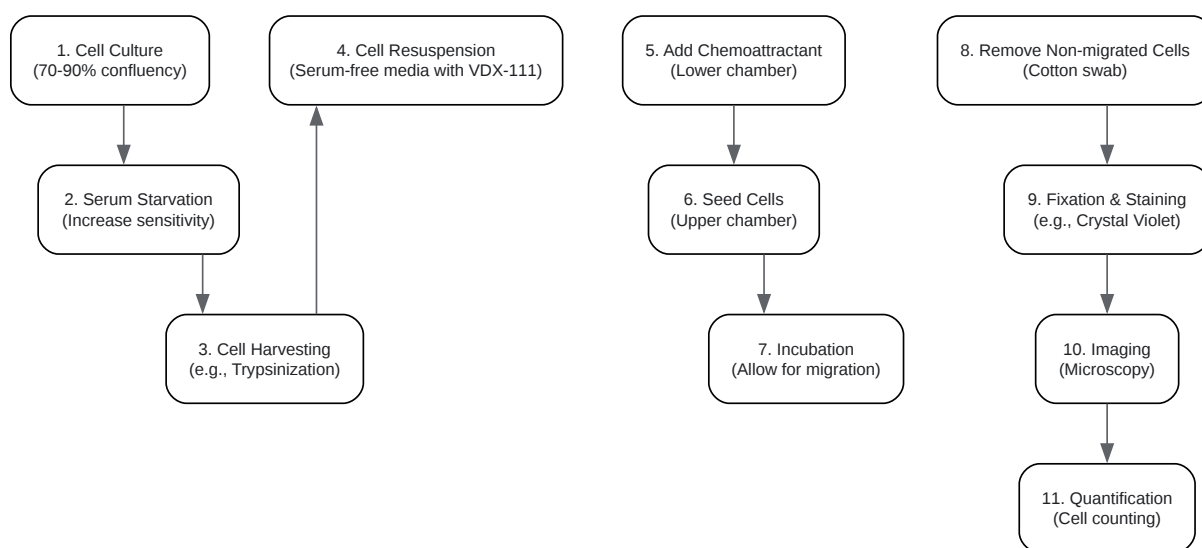 1. Cell Culture
(70-90% confluency)
2. Serum Starvation
(Increase sensitivity)
3. Cell Harvesting
(e.g., Trypsinization)
4. Cell Resuspension
(Serum-free media with VDX-111)
5. Add Chemoattractant
(Lower chamber)
6. Seed Cells
(Upper chamber)
7. Incubation
(Allow for migration)
8. Remove Non-migrated Cells
(Cotton swab)
9. Fixation & Staining
(e.g., Crystal Violet)
10. Imaging
(Microscopy)
11. Quantification
(Cell counting)